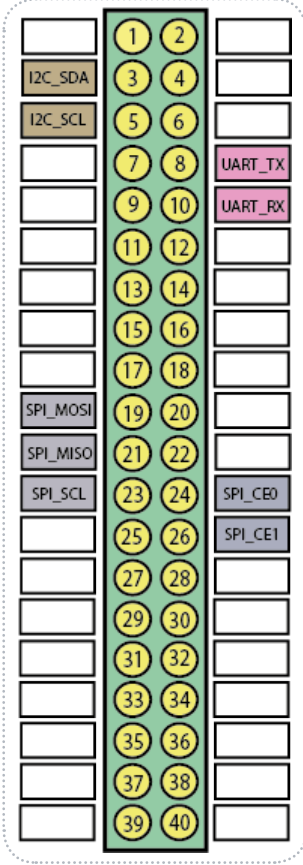 1 2
I2C_SDA 3 4
I2C_SCL 5 6
7 8 UART_TX
9 10 UART_RX
11 12
13 14
15 16
17 18
SPI_MOSI 19 20
SPI_MISO 21 22
SPI_SCL 23 24 SPI_CE0
25 26 SPI_CE1
27 28
29 30
31 32
33 34
35 36
37 38
39 40